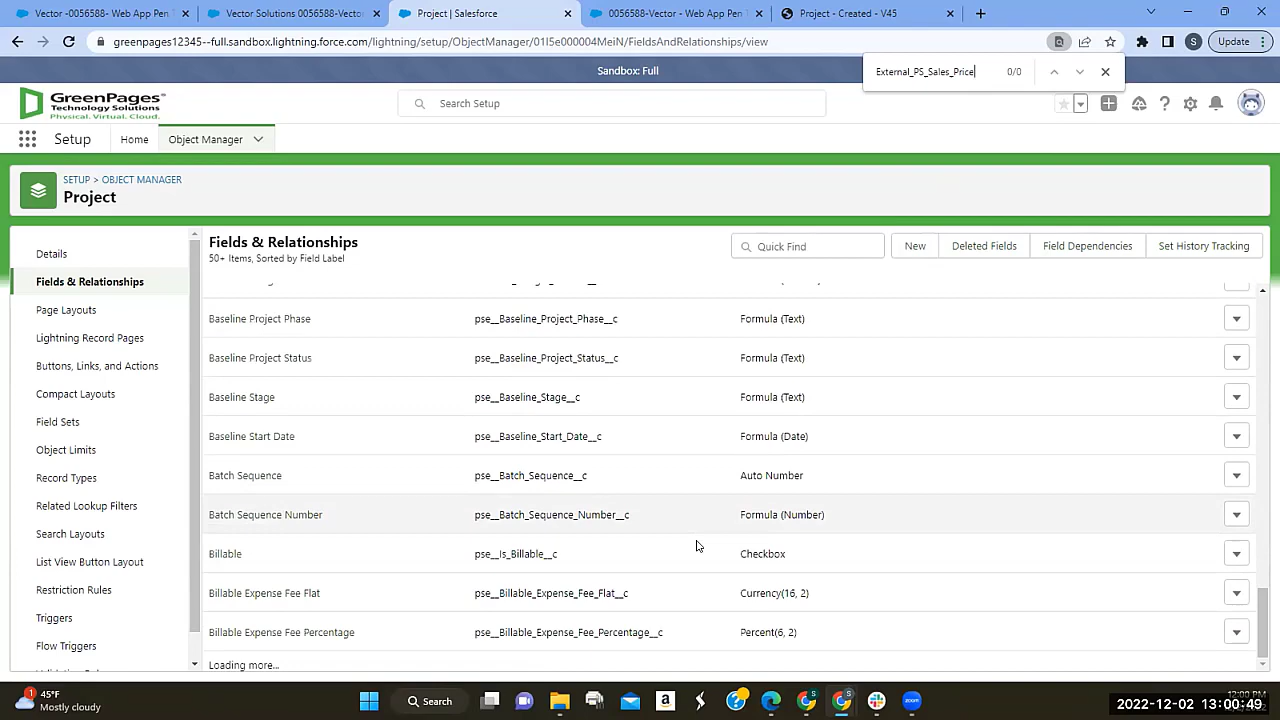 0056588- Web App Pen
Vector Solutions 0056588-Vector
Project | Salesforce
0056588-Vector - Web App Pen
Project - Created - V45
greenpages12345--full.sandbox.lightning.force.com/lightning/setup/ObjectManager/01I5e000004MeiN/FieldsAndRelationships/view
S
Update
External_PS_Sales_Price
0/0
Sandbox: Full
GreenPages
Technology Solutions
Physical. Virtual. Cloud.
Search Setup
Setup
Home
Object Manager
SETUP > OBJECT MANAGER
Project
Details
Fields & Relationships
Page Layouts
Lightning Record Pages
Buttons, Links, and Actions
Compact Layouts
Field Sets
Object Limits
Record Types
Related Lookup Filters
Search Layouts
List View Button Layout
Restriction Rules
Triggers
Flow Triggers
Fields & Relationships
50+ Items, Sorted by Field Label
Quick Find
New
Deleted Fields
Field Dependencies
Set History Tracking
Baseline Project Phase pse__Baseline_Project_Phase__c Formula (Text)
Baseline Project Status pse__Baseline_Project_Status__c Formula (Text)
Baseline Stage pse__Baseline_Stage__c Formula (Text)
Baseline Start Date pse__Baseline_Start_Date__c Formula (Date)
Batch Sequence pse__Batch_Sequence__c Auto Number
Batch Sequence Number pse__Batch_Sequence_Number__c Formula (Number)
Billable pse__Is_Billable__c Checkbox
Billable Expense Fee Flat pse__Billable_Expense_Fee_Flat__c Currency(16, 2)
Billable Expense Fee Percentage pse__Billable_Expense_Fee_Percentage__c Percent(6, 2)
Loading more...
1
45°F
Mostly cloudy
Search
zoom
12:00 PM
2022-12-02 13:00:49